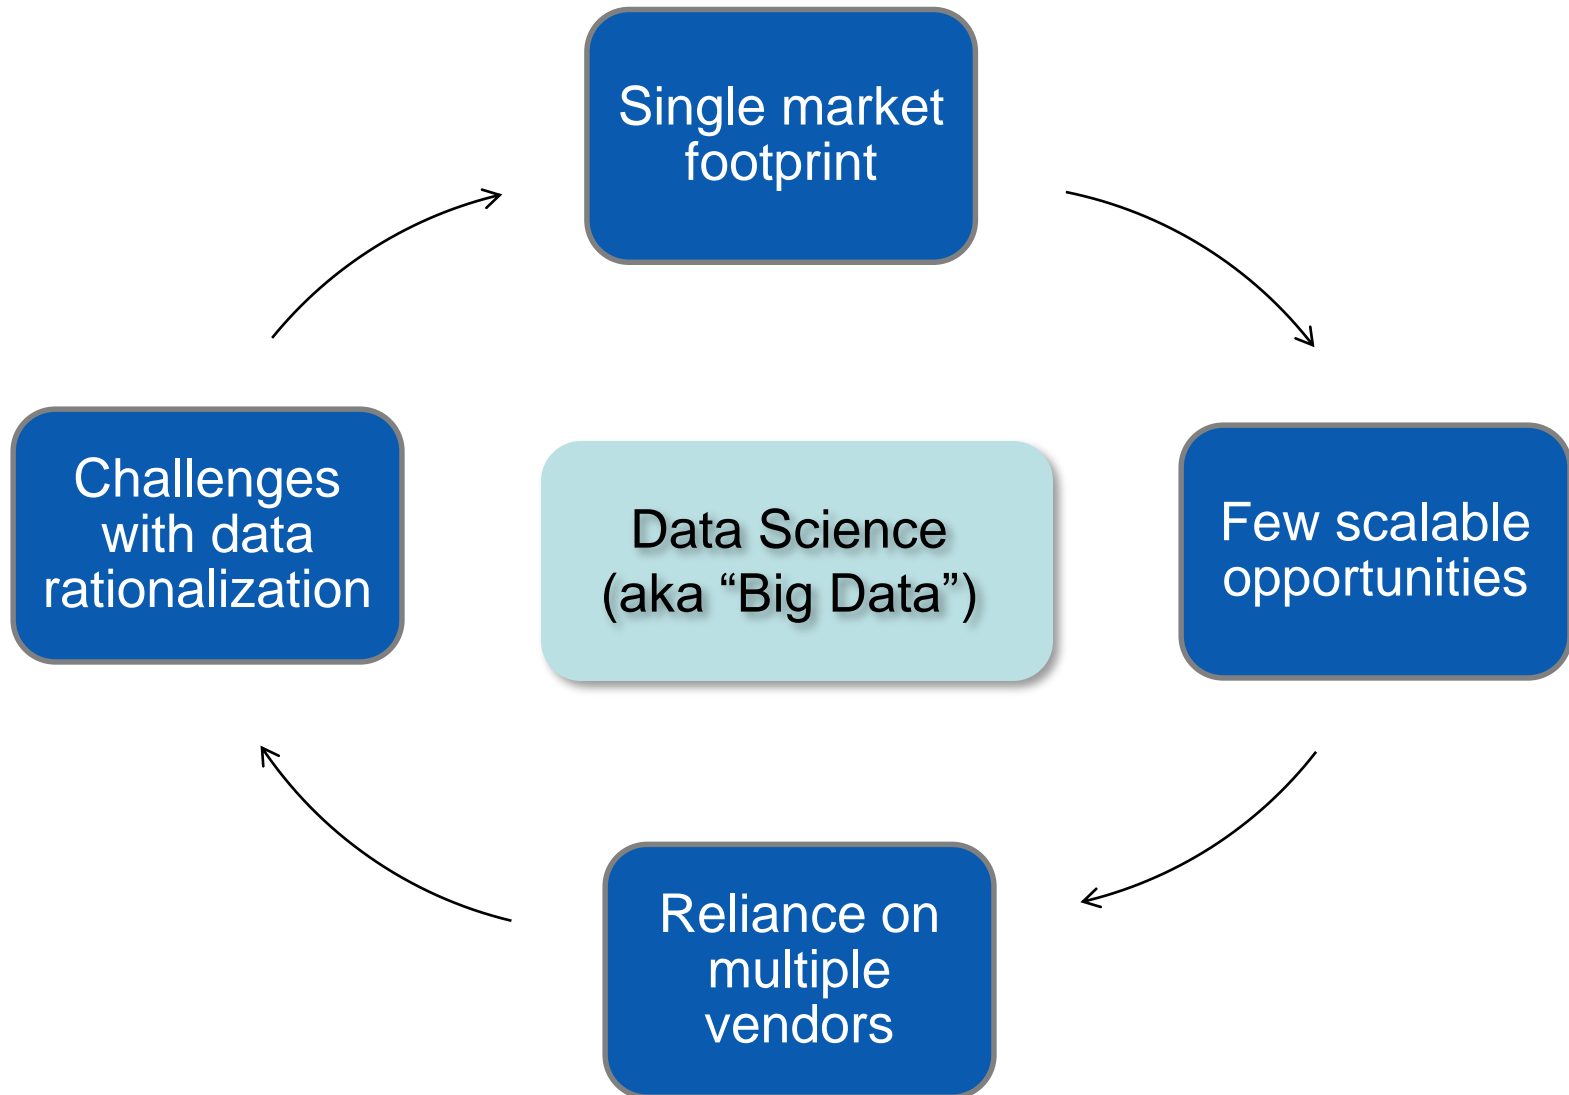 Single market
footprint
Challenges
with data
rationalization
Data Science
(aka “Big Data”)
Few scalable
opportunities
Reliance on
multiple
vendors